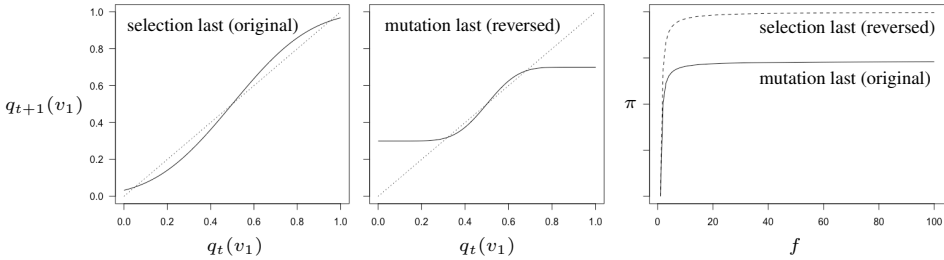 selection last (original)
mutation last (reversed)
selection last (reversed)
mutation last (original)
q_{t+1}(v_1)
π
1.0
0.8
0.6
0.4
0.2
0.0
0.0 0.2 0.4 0.6 0.8 1.0
0.0 0.2 0.4 0.6 0.8 1.0
0 20 40 60 80 100
q_t(v_1)
q_t(v_1)
f